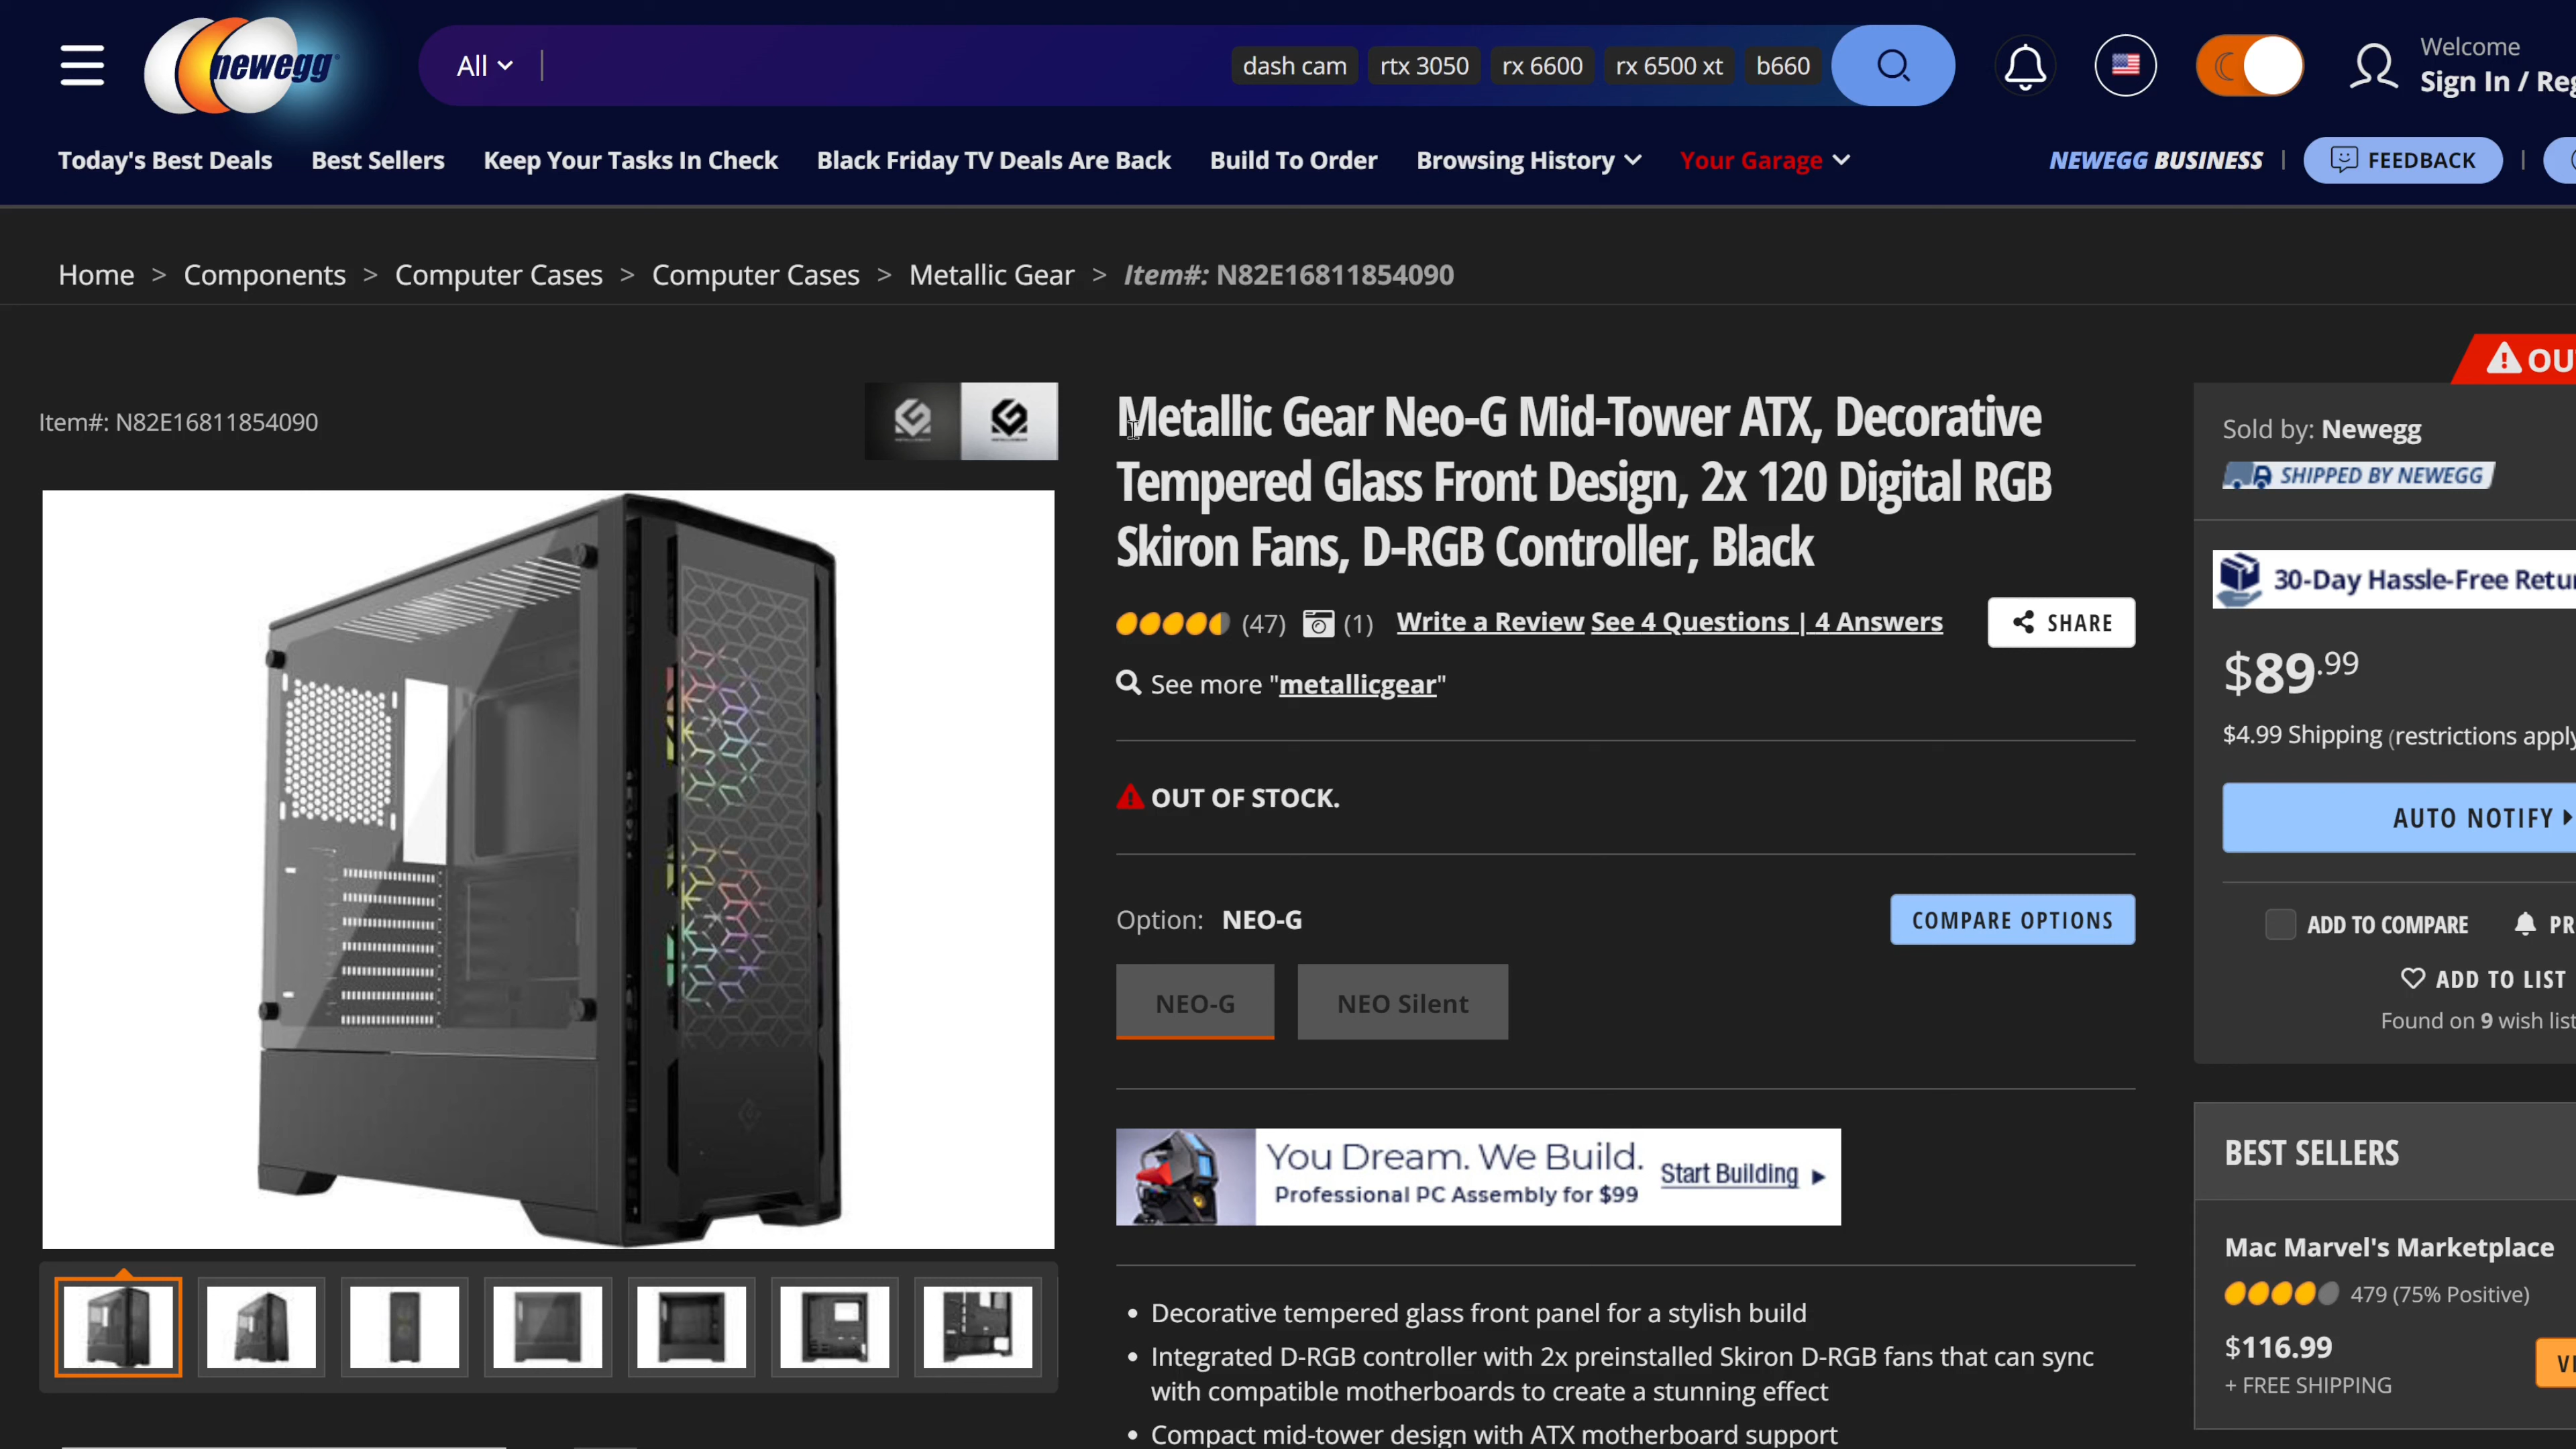 newegg
All
dash cam
rtx 3050
rx 6600
rx 6500 xt
b660
Welcome
Sign In /
Today's Best Deals
Best Sellers
Keep Your Tasks In Check
Black Friday TV Deals Are Back
Build To Order
Browsing History
Your Garage
NEWEGG BUSINESS
FEEDBACK
Home > Components > Computer Cases > Computer Cases > Metallic Gear > Item#: N82E16811854090
Item#: N82E16811854090
Metallic Gear Neo-G Mid-Tower ATX, Decorative
Tempered Glass Front Design, 2x 120 Digital RGB
Skiron Fans, D-RGB Controller, Black
(47) (1) Write a Review See 4 Questions | 4 Answers
SHARE
See more "metallicgear"
OUT OF STOCK.
Option: NEO-G
COMPARE OPTIONS
NEO-G
NEO Silent
You Dream. We Build.
Professional PC Assembly for $99
Start Building
• Decorative tempered glass front panel for a stylish build
• Integrated D-RGB controller with 2x preinstalled Skiron D-RGB fans that can sync
with compatible motherboards to create a stunning effect
• Compact mid-tower design with ATX motherboard support
OU
Sold by: Newegg
SHIPPED BY NEWEGG
30-Day Hassle-Free Retu
$89.99
$4.99 Shipping (restrictions apply
AUTO NOTIFY
ADD TO COMPARE
PR
ADD TO LIST
Found on 9 wish list
BEST SELLERS
Mac Marvel's Marketplace
479 (75% Positive)
$116.99
+ FREE SHIPPING